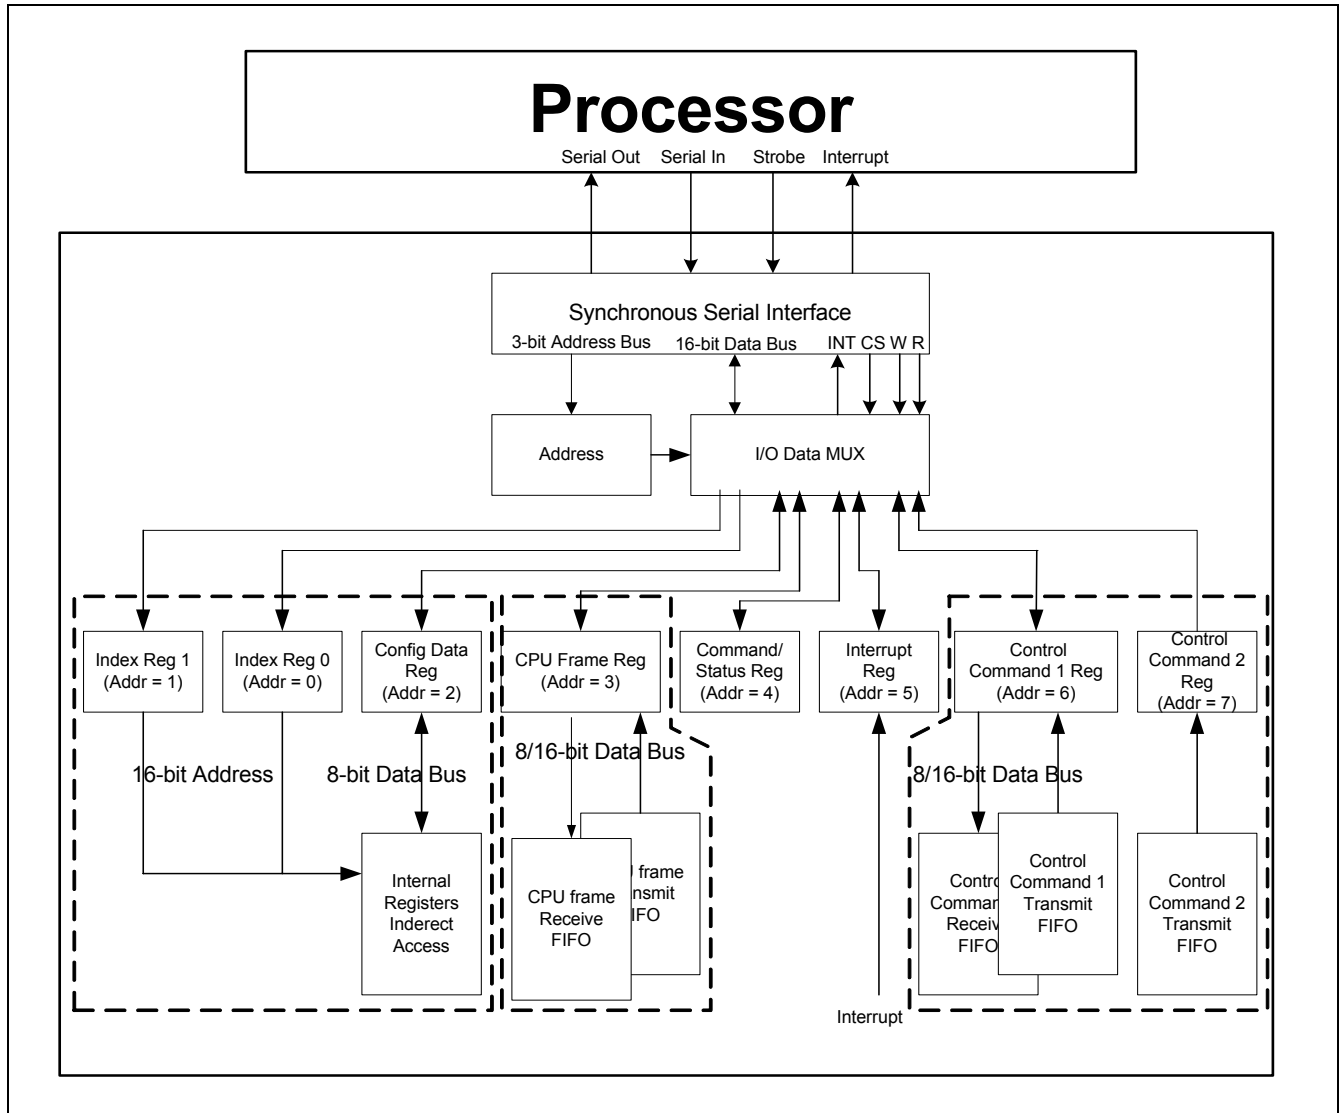 Processor
Serial Out Serial In Strobe Interrupt
Synchronous Serial Interface
3-bit Address Bus 16-bit Data Bus INT CS W R
Address
I/O Data MUX
Index Reg 1
(Addr = 1)
Index Reg 0
(Addr = 0)
Config Data
Reg
(Addr = 2)
CPU Frame Reg
(Addr = 3)
Command/
Status Reg
(Addr = 4)
Interrupt
Reg
(Addr = 5)
Control
Command 1 Reg
(Addr = 6)
Control
Command 2
Reg
(Addr = 7)
16-bit Address
8-bit Data Bus
8/16-bit Data Bus
8/16-bit Data Bus
Internal
Registers
Inderect
Access
CPU frame
Receive
FIFO
frame
Control
Command 1
Transmit
FIFO
FIFO
Control
Command 2
Transmit
FIFO
Interrupt